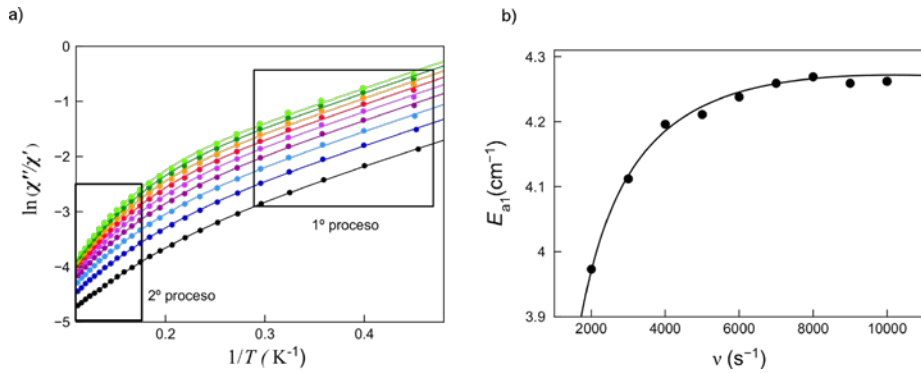 a)
0
−1
−2
−3
−4
−5
ln (χ''/χ')
1º proceso
2º proceso
0.2
0.3
0.4
1/T ( K⁻¹)
b)
4.3
4.2
4.1
4
3.9
Eₐ₁(cm⁻¹)
2000
4000
6000
8000
10000
ν (s⁻¹)